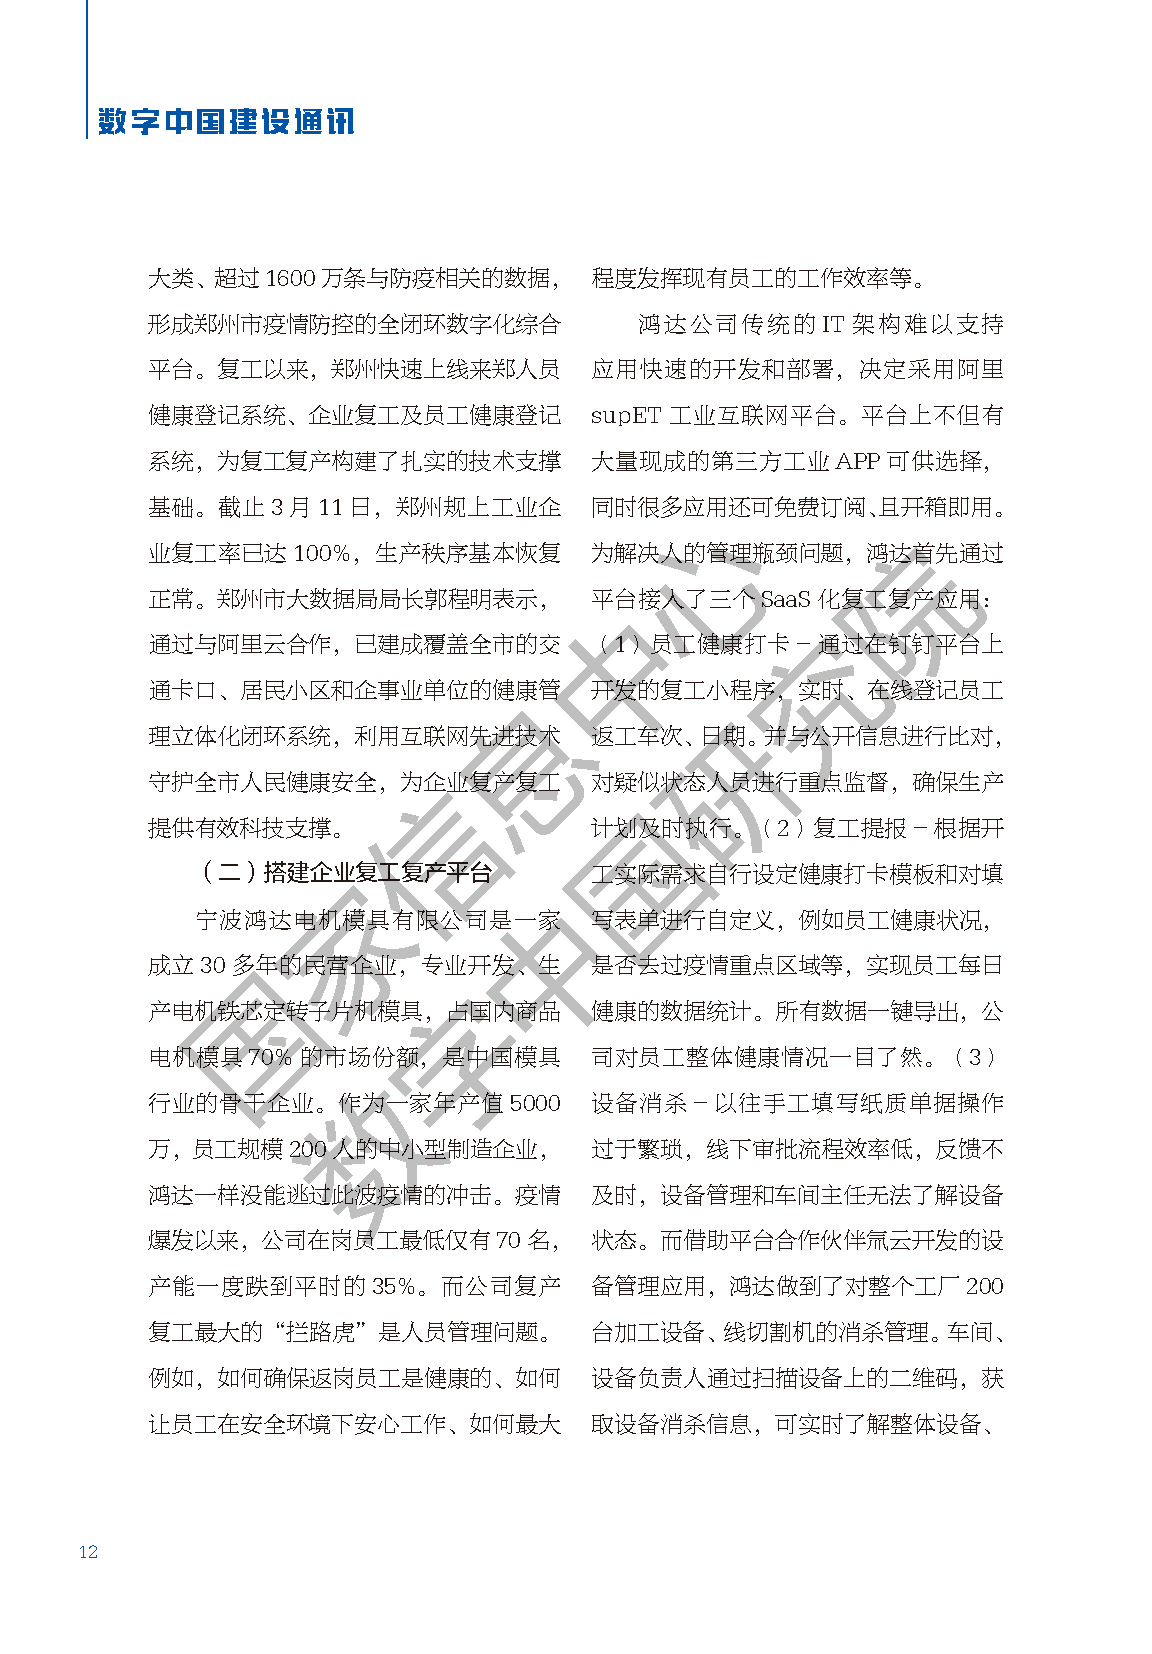 数字中国建设通讯
大类、超过 1600 万条与防疫相关的数据，
形成郑州市疫情防控的全闭环数字化综合
平台。复工以来，郑州快速上线来郑人员
健康登记系统、企业复工及员工健康登记
系统，为复工复产构建了扎实的技术支撑
基础。截止 3 月 11 日，郑州规上工业企
业复工率已达 100%，生产秩序基本恢复
正常。郑州市大数据局局长郭程明表示，
通过与阿里云合作，已建成覆盖全市的交
通卡口、居民小区和企事业单位的健康管
理立体化闭环系统，利用互联网先进技术
守护全市人民健康安全，为企业复产复工
提供有效科技支撑。
（二）搭建企业复工复产平台
宁波鸿达电机模具有限公司是一家
成立 30 多年的民营企业，专业开发、生
产电机铁芯定转子片机模具，占国内商品
电机模具 70% 的市场份额，是中国模具
行业的骨干企业。作为一家年产值 5000
万，员工规模 200 人的中小型制造企业，
鸿达一样没能逃过此波疫情的冲击。疫情
爆发以来，公司在岗员工最低仅有 70 名，
产能一度跌到平时的 35%。而公司复产
复工最大的“拦路虎”是人员管理问题。
例如，如何确保返岗员工是健康的、如何
让员工在安全环境下安心工作、如何最大
程度发挥现有员工的工作效率等。
鸿达公司传统的 IT 架构难以支持
应用快速的开发和部署，决定采用阿里
supET 工业互联网平台。平台上不但有
大量现成的第三方工业 APP 可供选择，
同时很多应用还可免费订阅、且开箱即用。
为解决人的管理瓶颈问题，鸿达首先通过
平台接入了三个 SaaS 化复工复产应用：
（1）员工健康打卡 – 通过在钉钉平台上
开发的复工小程序，实时、在线登记员工
返工车次、日期。并与公开信息进行比对，
对疑似状态人员进行重点监督，确保生产
计划及时执行。（2）复工提报 – 根据开
工实际需求自行设定健康打卡模板和对填
写表单进行自定义，例如员工健康状况，
是否去过疫情重点区域等，实现员工每日
健康的数据统计。所有数据一键导出，公
司对员工整体健康情况一目了然。（3）
设备消杀 – 以往手工填写纸质单据操作
过于繁琐，线下审批流程效率低，反馈不
及时，设备管理和车间主任无法了解设备
状态。而借助平台合作伙伴氚云开发的设
备管理应用，鸿达做到了对整个工厂 200
台加工设备、线切割机的消杀管理。车间、
设备负责人通过扫描设备上的二维码，获
取设备消杀信息，可实时了解整体设备、
国家信息中心
数字中国研究院
12